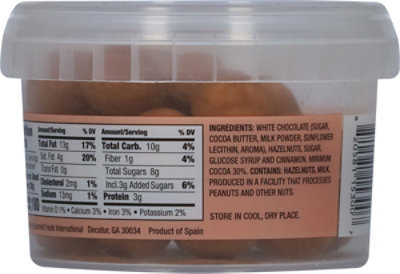 Amount/Serving % DV
Total Fat 13g 17%
Sat. Fat 4g 20%
Trans Fat 0g
Cholesterol 2mg 1%
Sodium 13mg 1%
Amount/Serving % DV
Total Carb. 10g 4%
Fiber 1g 4%
Total Sugars 8g
Incl.3g Added Sugars 6%
Protein 3g
Vitamin D 1% • Calcium 3% • Iron 3% • Potassium 2%
INGREDIENTS: WHITE CHOCOLATE (SUGAR,
COCOA BUTTER, MILK POWDER, SUNFLOWER
LECITHIN, AROMA), HAZELNUTS, SUGAR,
GLUCOSE SYRUP AND CINNAMON. MINIMUM
COCOA 30%. CONTAINS: HAZELNUTS, MILK.
PRODUCED IN A FACILITY THAT PROCESSES
PEANUTS AND OTHER NUTS.
STORE IN COOL, DRY PLACE.
Gourmet Foods International Decatur, GA 30034 Product of Spain